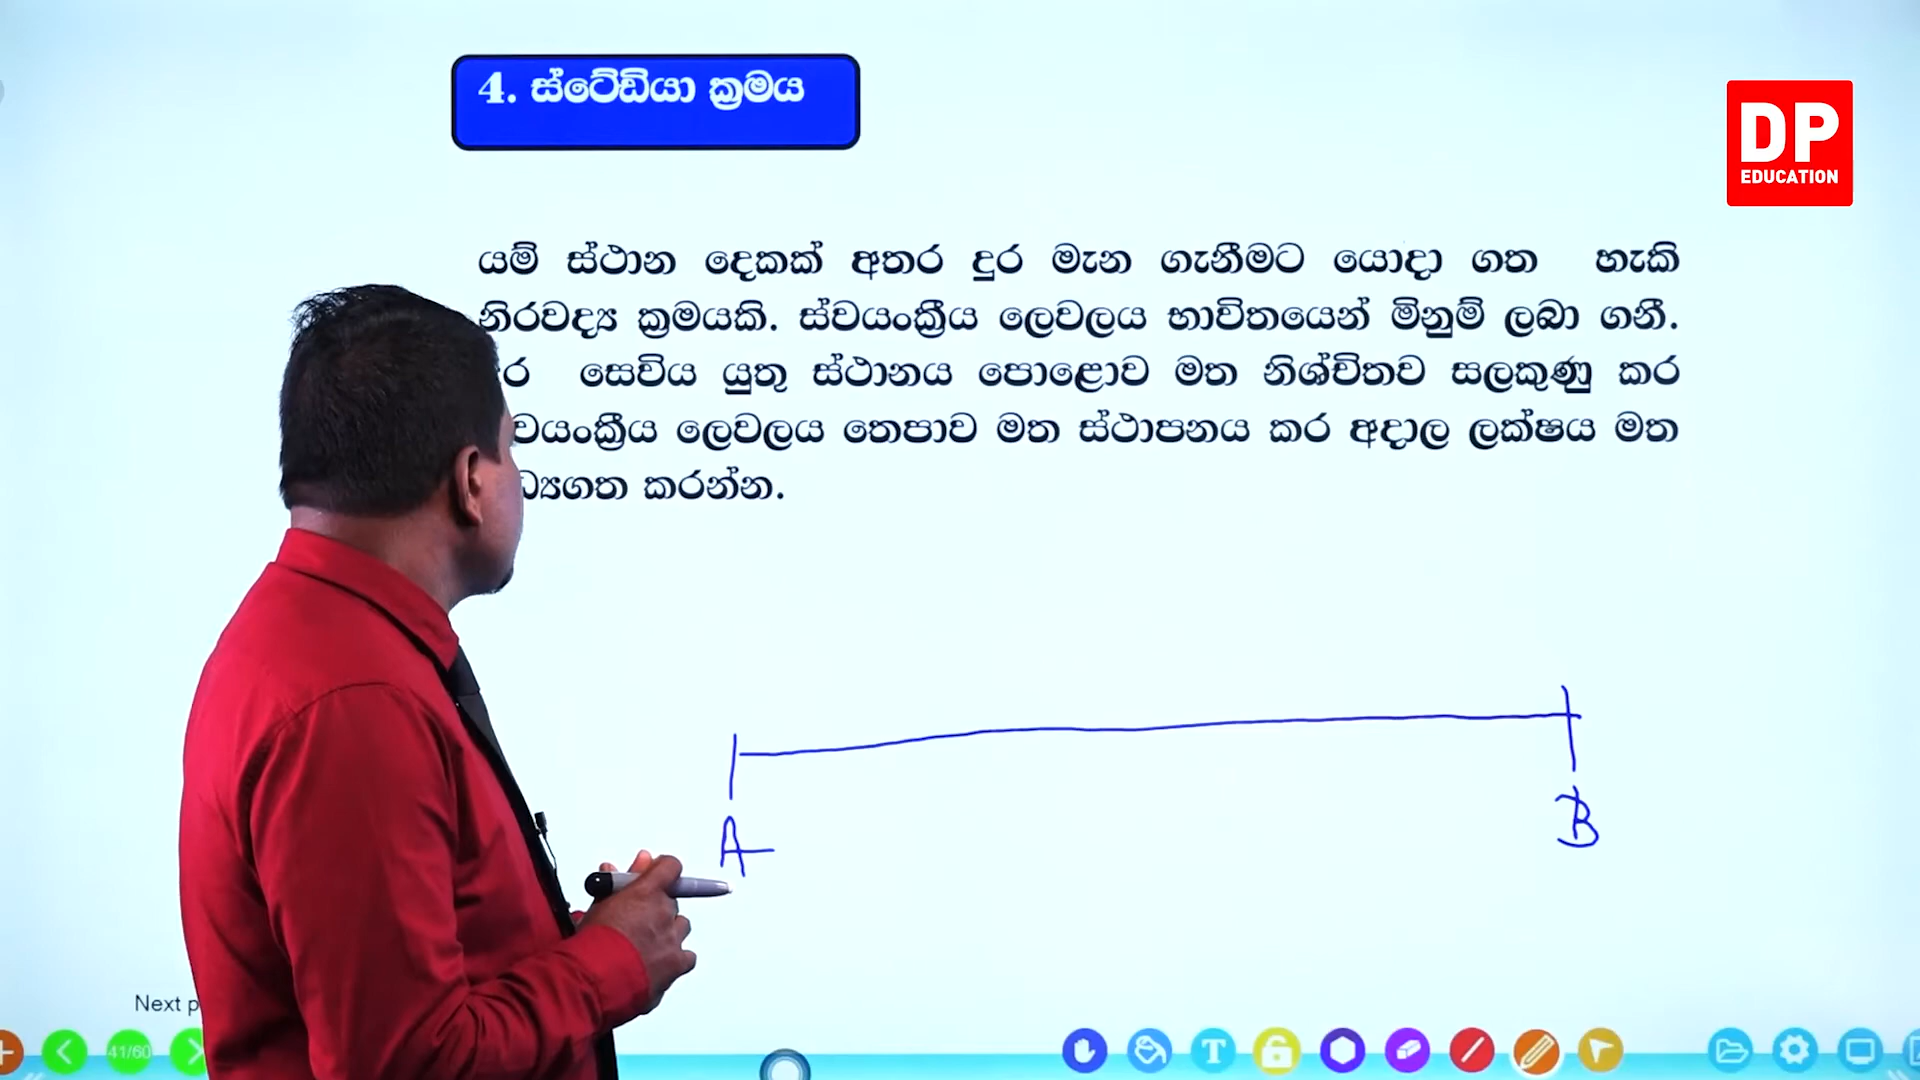 4. ස්ටේඩියා ක්‍රමය
DP
EDUCATION
යම් ස්ථාන දෙකක් අතර දුර මැන ගැනීමට යොදා ගත හැකි
නිරවද්‍ය ක්‍රමයකි. ස්වයංක්‍රීය ලෙවලය භාවිතයෙන් මිනුම් ලබා ගනී.
සෙවිය යුතු ස්ථානය පොළොව මත නිශ්චිතව සලකුණු කර
ලෙවලය තෙපාව මත ස්ථාපනය කර අදාල ලක්ෂය මත
කරන්න.
A
B
Next
41/60
T